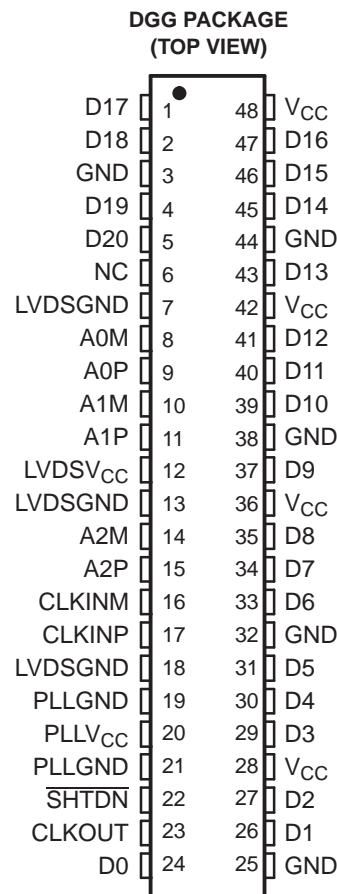 DGG PACKAGE
(TOP VIEW)
D17 1 48 VCC
D18 2 47 D16
GND 3 46 D15
D19 4 45 D14
D20 5 44 GND
NC 6 43 D13
LVDSGND 7 42 VCC
A0M 8 41 D12
A0P 9 40 D11
A1M 10 39 D10
A1P 11 38 GND
LVDSVCC 12 37 D9
LVDSGND 13 36 VCC
A2M 14 35 D8
A2P 15 34 D7
CLKINM 16 33 D6
CLKINP 17 32 GND
LVDSGND 18 31 D5
PLLGND 19 30 D4
PLLVCC 20 29 D3
PLLGND 21 28 VCC
SHTDN 22 27 D2
CLKOUT 23 26 D1
D0 24 25 GND